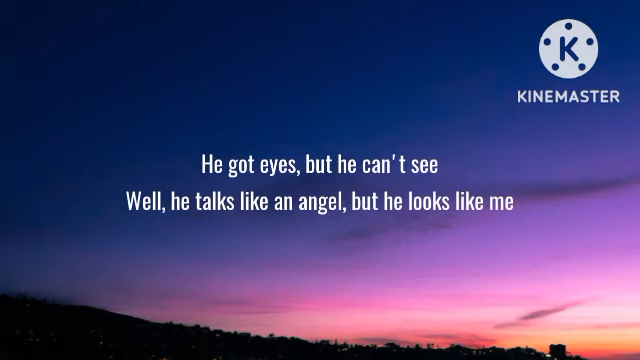 KINEMASTER
He got eyes, but he can't see
Well, he talks like an angel, but he looks like me